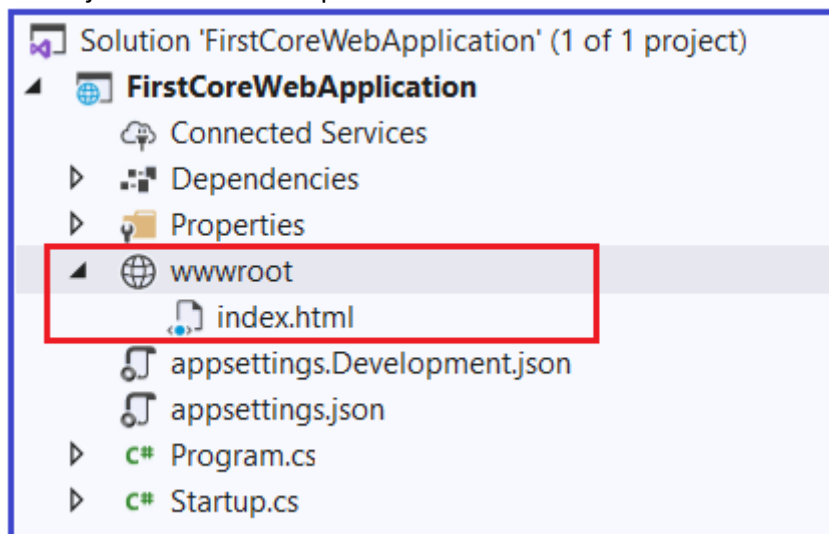 Solution 'FirstCoreWebApplication' (1 of 1 project)
FirstCoreWebApplication
Connected Services
Dependencies
Properties
wwwroot
index.html
appsettings.Development.json
appsettings.json
C# Program.cs
C# Startup.cs